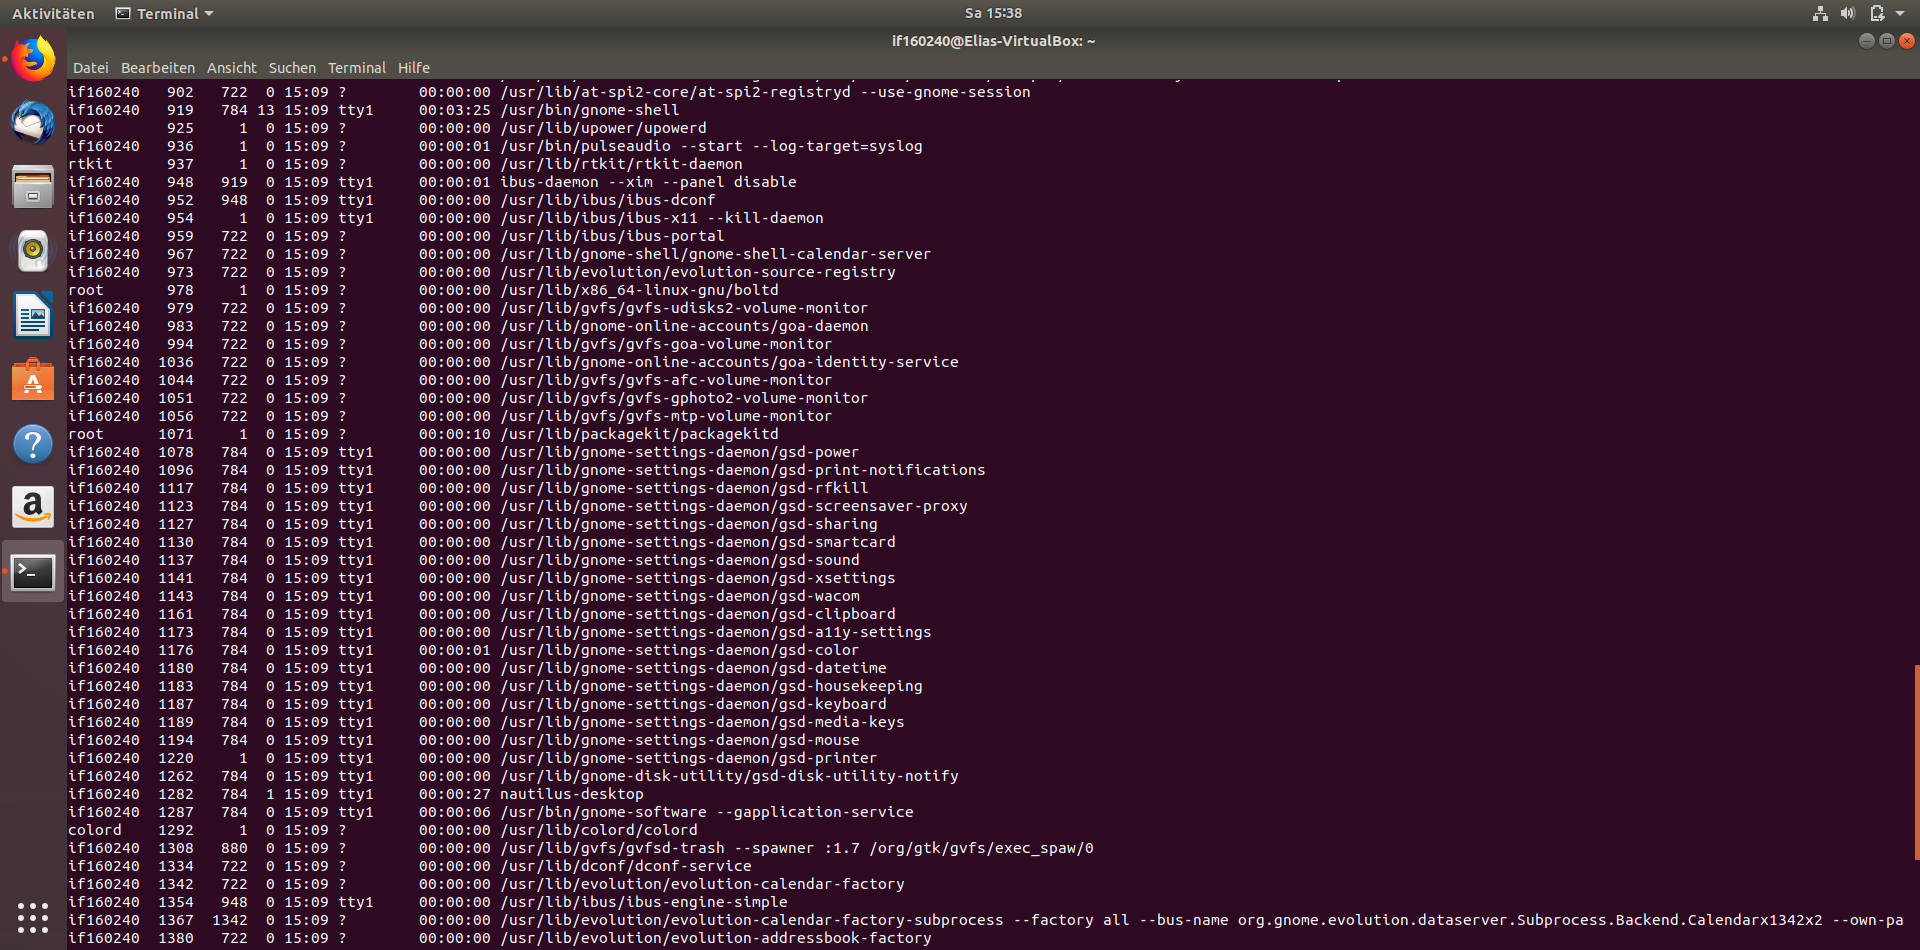 Aktivitäten Terminal Sa 15:38
if160240@Elias-VirtualBox: ~
Datei Bearbeiten Ansicht Suchen Terminal Hilfe
if160240 902 722 0 15:09 ? 00:00:00 /usr/lib/at-spi2-core/at-spi2-registryd --use-gnome-session
if160240 919 784 13 15:09 tty1 00:03:25 /usr/bin/gnome-shell
root 925 1 0 15:09 ? 00:00:00 /usr/lib/upower/upowerd
if160240 936 1 0 15:09 ? 00:00:01 /usr/bin/pulseaudio --start --log-target=syslog
rtkit 937 1 0 15:09 ? 00:00:00 /usr/lib/rtkit/rtkit-daemon
if160240 948 919 0 15:09 tty1 00:00:01 ibus-daemon --xim --panel disable
if160240 952 948 0 15:09 tty1 00:00:00 /usr/lib/ibus/ibus-dconf
if160240 954 1 0 15:09 tty1 00:00:00 /usr/lib/ibus/ibus-x11 --kill-daemon
if160240 959 722 0 15:09 ? 00:00:00 /usr/lib/ibus/ibus-portal
if160240 967 722 0 15:09 ? 00:00:00 /usr/lib/gnome-shell/gnome-shell-calendar-server
if160240 973 722 0 15:09 ? 00:00:00 /usr/lib/evolution/evolution-source-registry
root 978 1 0 15:09 ? 00:00:00 /usr/lib/x86_64-linux-gnu/boltd
if160240 979 722 0 15:09 ? 00:00:00 /usr/lib/gvfs/gvfs-udisks2-volume-monitor
if160240 983 722 0 15:09 ? 00:00:00 /usr/lib/gnome-online-accounts/goa-daemon
if160240 994 722 0 15:09 ? 00:00:00 /usr/lib/gvfs/gvfs-goa-volume-monitor
if160240 1036 722 0 15:09 ? 00:00:00 /usr/lib/gnome-online-accounts/goa-identity-service
if160240 1044 722 0 15:09 ? 00:00:00 /usr/lib/gvfs/gvfs-afc-volume-monitor
if160240 1051 722 0 15:09 ? 00:00:00 /usr/lib/gvfs/gvfs-gphoto2-volume-monitor
if160240 1056 722 0 15:09 ? 00:00:00 /usr/lib/gvfs/gvfs-mtp-volume-monitor
root 1071 1 0 15:09 ? 00:00:10 /usr/lib/packagekit/packagekitd
if160240 1078 784 0 15:09 tty1 00:00:00 /usr/lib/gnome-settings-daemon/gsd-power
if160240 1096 784 0 15:09 tty1 00:00:00 /usr/lib/gnome-settings-daemon/gsd-print-notifications
if160240 1117 784 0 15:09 tty1 00:00:00 /usr/lib/gnome-settings-daemon/gsd-rfkill
if160240 1123 784 0 15:09 tty1 00:00:00 /usr/lib/gnome-settings-daemon/gsd-screensaver-proxy
if160240 1127 784 0 15:09 tty1 00:00:00 /usr/lib/gnome-settings-daemon/gsd-sharing
if160240 1130 784 0 15:09 tty1 00:00:00 /usr/lib/gnome-settings-daemon/gsd-smartcard
if160240 1137 784 0 15:09 tty1 00:00:00 /usr/lib/gnome-settings-daemon/gsd-sound
if160240 1141 784 0 15:09 tty1 00:00:00 /usr/lib/gnome-settings-daemon/gsd-xsettings
if160240 1143 784 0 15:09 tty1 00:00:00 /usr/lib/gnome-settings-daemon/gsd-wacom
if160240 1161 784 0 15:09 tty1 00:00:00 /usr/lib/gnome-settings-daemon/gsd-clipboard
if160240 1173 784 0 15:09 tty1 00:00:00 /usr/lib/gnome-settings-daemon/gsd-a11y-settings
if160240 1176 784 0 15:09 tty1 00:00:01 /usr/lib/gnome-settings-daemon/gsd-color
if160240 1180 784 0 15:09 tty1 00:00:00 /usr/lib/gnome-settings-daemon/gsd-datetime
if160240 1183 784 0 15:09 tty1 00:00:00 /usr/lib/gnome-settings-daemon/gsd-housekeeping
if160240 1187 784 0 15:09 tty1 00:00:00 /usr/lib/gnome-settings-daemon/gsd-keyboard
if160240 1189 784 0 15:09 tty1 00:00:00 /usr/lib/gnome-settings-daemon/gsd-media-keys
if160240 1194 784 0 15:09 tty1 00:00:00 /usr/lib/gnome-settings-daemon/gsd-mouse
if160240 1220 1 0 15:09 tty1 00:00:00 /usr/lib/gnome-settings-daemon/gsd-printer
if160240 1262 784 0 15:09 tty1 00:00:00 /usr/lib/gnome-disk-utility/gsd-disk-utility-notify
if160240 1282 784 1 15:09 tty1 00:00:27 nautilus-desktop
if160240 1287 784 0 15:09 tty1 00:00:06 /usr/bin/gnome-software --gapplication-service
colord 1292 1 0 15:09 ? 00:00:00 /usr/lib/colord/colord
if160240 1308 880 0 15:09 ? 00:00:00 /usr/lib/gvfs/gvfsd-trash --spawner :1.7 /org/gtk/gvfs/exec_spaw/0
if160240 1334 722 0 15:09 ? 00:00:00 /usr/lib/dconf/dconf-service
if160240 1342 722 0 15:09 ? 00:00:00 /usr/lib/evolution/evolution-calendar-factory
if160240 1354 948 0 15:09 tty1 00:00:00 /usr/lib/ibus/ibus-engine-simple
if160240 1367 1342 0 15:09 ? 00:00:00 /usr/lib/evolution/evolution-calendar-factory-subprocess --factory all --bus-name org.gnome.evolution.dataserver.Subprocess.Backend.Calendarx1342x2 --own-pa
if160240 1380 722 0 15:09 ? 00:00:00 /usr/lib/evolution/evolution-addressbook-factory